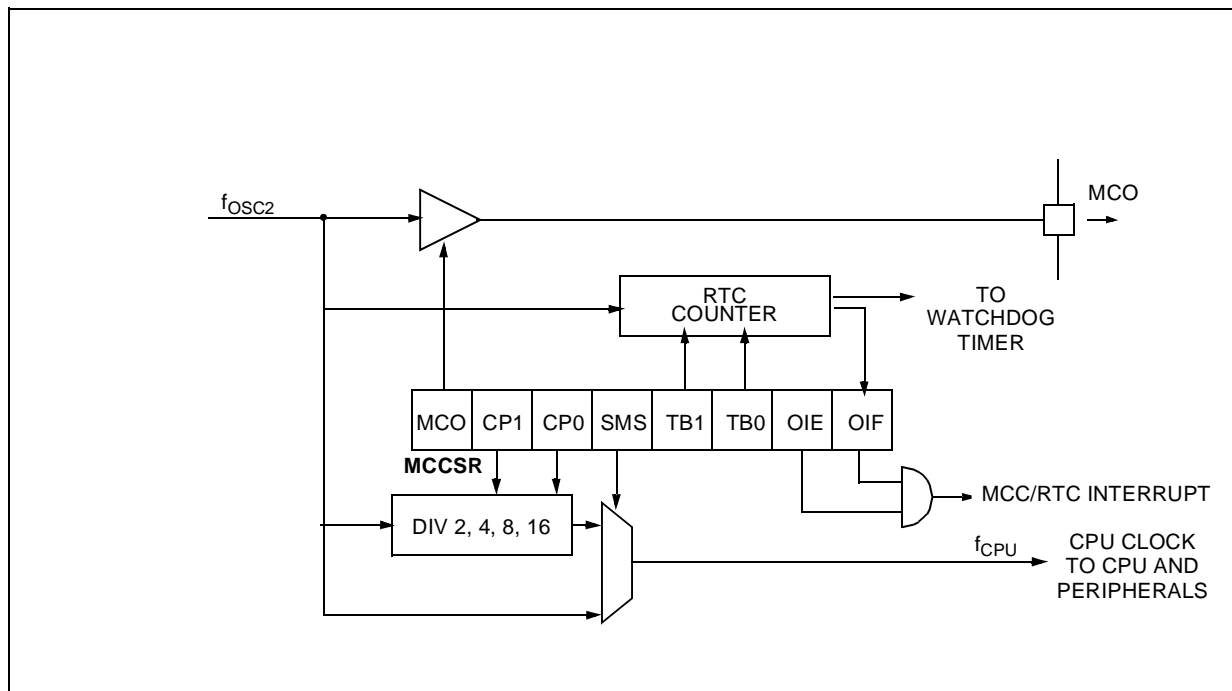 fOSC2
MCO
RTC
COUNTER
TO
WATCHDOG
TIMER
MCO CP1 CP0 SMS TB1 TB0 OIE OIF
MCCSR
MCC/RTC INTERRUPT
DIV 2, 4, 8, 16
fCPU
CPU CLOCK
TO CPU AND
PERIPHERALS